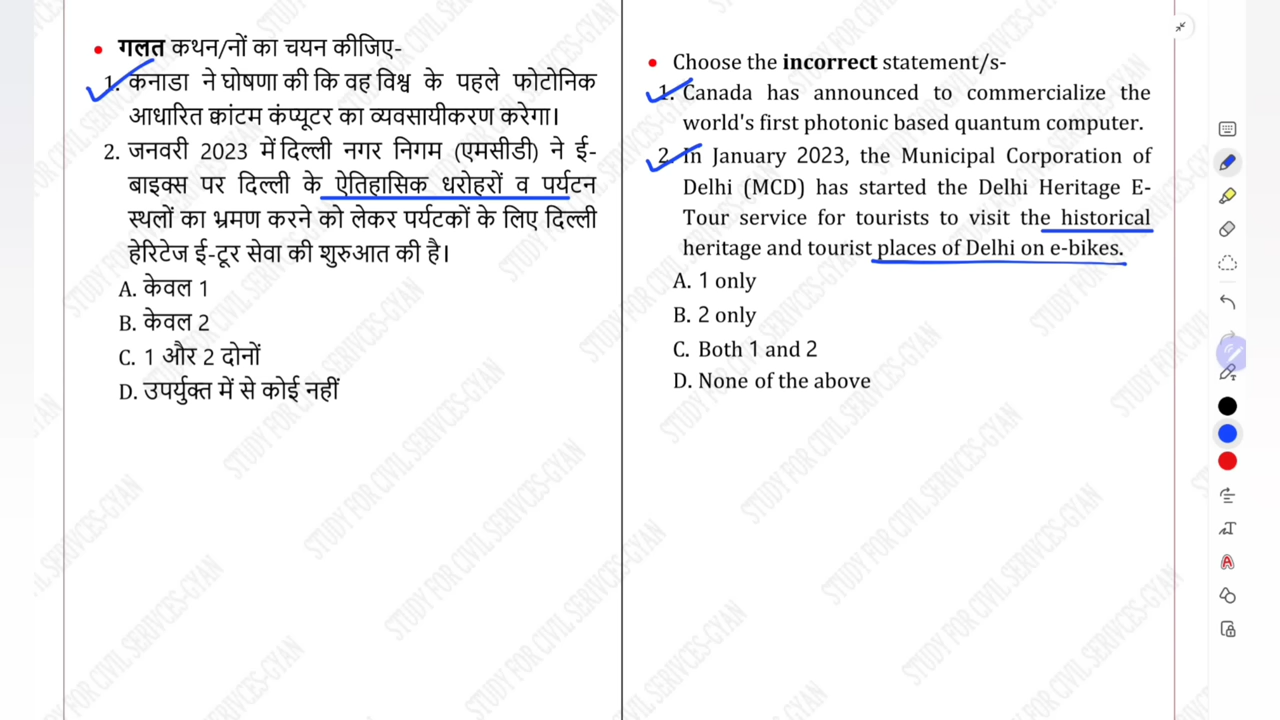 • गलत कथन/नों का चयन कीजिए-
1. कनाडा ने घोषणा की कि वह विश्व के पहले फोटोनिक
आधारित क्वांटम कंप्यूटर का व्यवसायीकरण करेगा।
2. जनवरी 2023 में दिल्ली नगर निगम (एमसीडी) ने ई-
बाइक्स पर दिल्ली के ऐतिहासिक धरोहरों व पर्यटन
स्थलों का भ्रमण करने को लेकर पर्यटकों के लिए दिल्ली
हेरिटेज ई-टूर सेवा की शुरुआत की है।
A. केवल 1
B. केवल 2
C. 1 और 2 दोनों
D. उपर्युक्त में से कोई नहीं
• Choose the incorrect statement/s-
1. Canada has announced to commercialize the
world's first photonic based quantum computer.
2. In January 2023, the Municipal Corporation of
Delhi (MCD) has started the Delhi Heritage E-
Tour service for tourists to visit the historical
heritage and tourist places of Delhi on e-bikes.
A. 1 only
B. 2 only
C. Both 1 and 2
D. None of the above
STUDY FOR CIVIL SERIVCES-GYAN